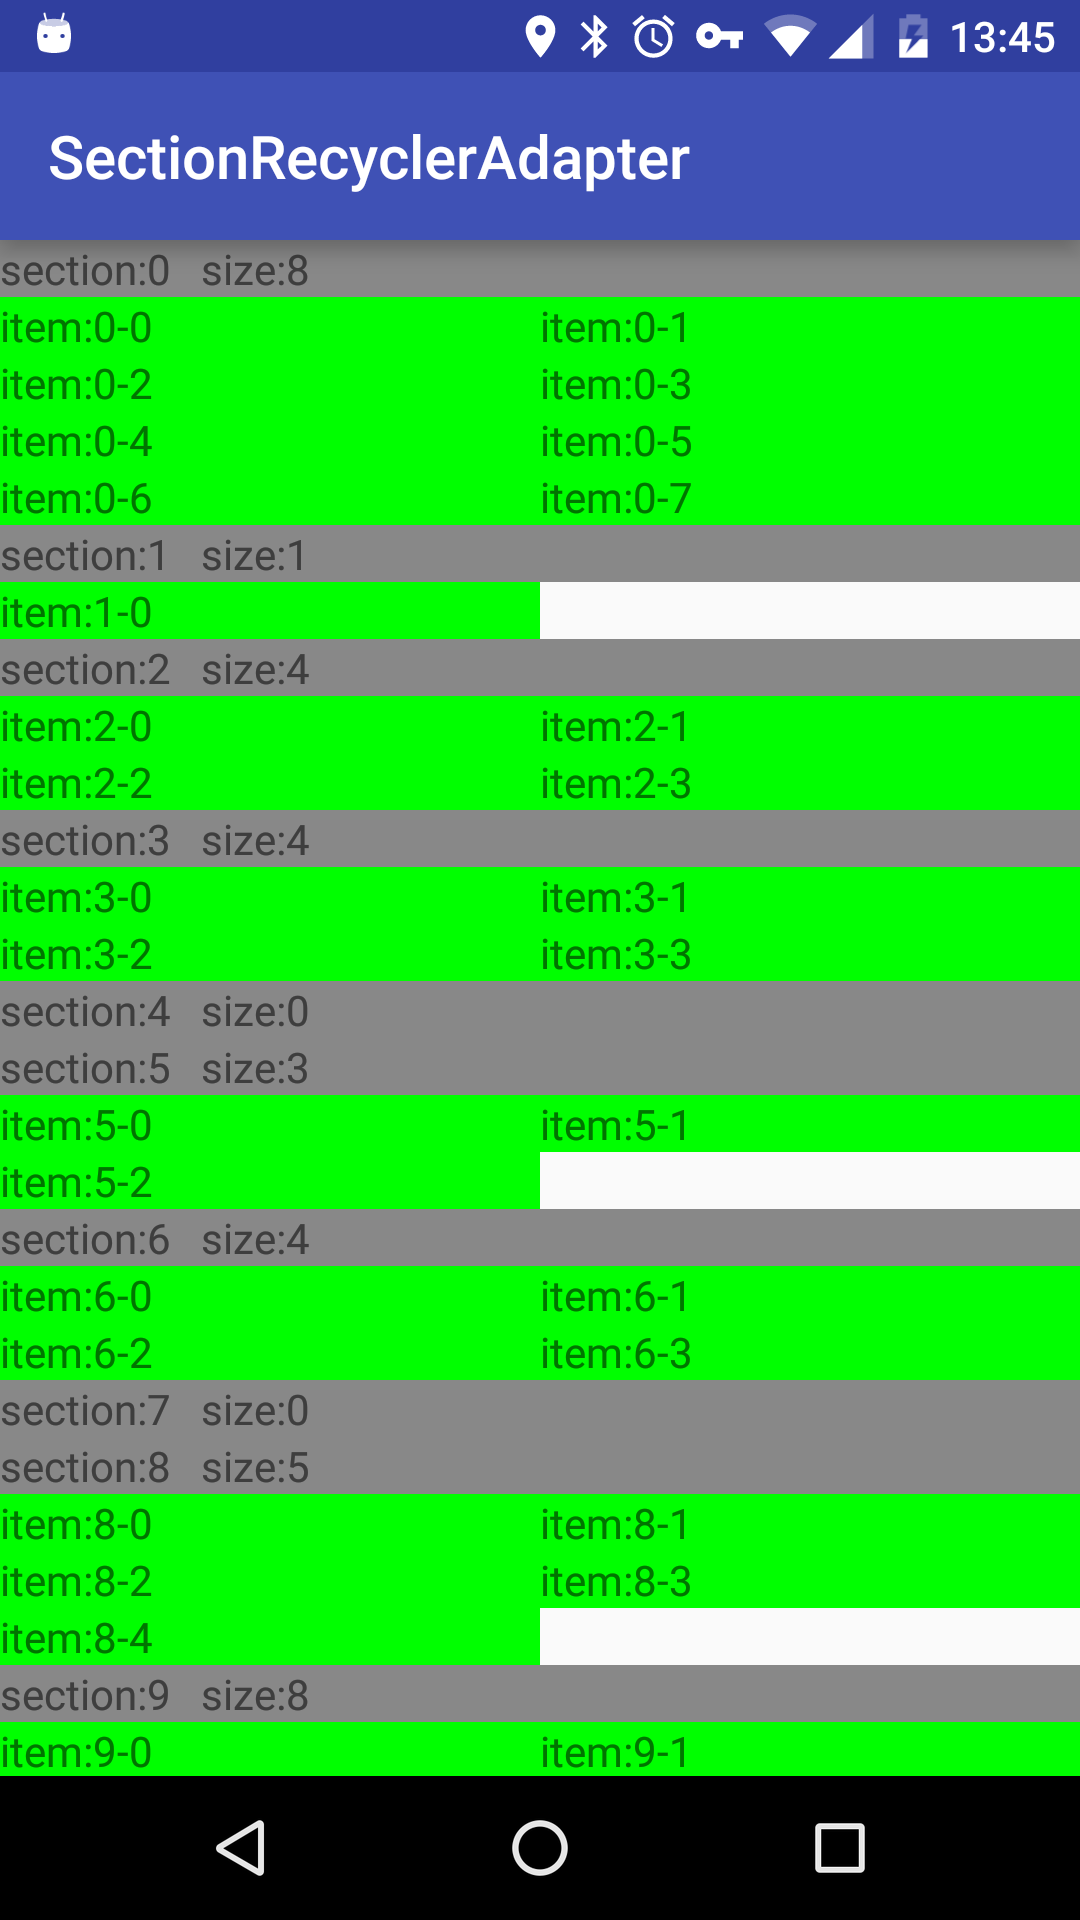 13:45
SectionRecyclerAdapter
section:0 size:8
item:0-0 item:0-1
item:0-2 item:0-3
item:0-4 item:0-5
item:0-6 item:0-7
section:1 size:1
item:1-0
section:2 size:4
item:2-0 item:2-1
item:2-2 item:2-3
section:3 size:4
item:3-0 item:3-1
item:3-2 item:3-3
section:4 size:0
section:5 size:3
item:5-0 item:5-1
item:5-2
section:6 size:4
item:6-0 item:6-1
item:6-2 item:6-3
section:7 size:0
section:8 size:5
item:8-0 item:8-1
item:8-2 item:8-3
item:8-4
section:9 size:8
item:9-0 item:9-1